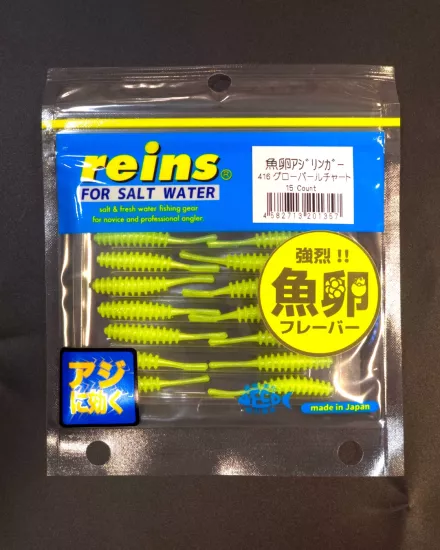 reins®
FOR SALT WATER
salt & fresh water fishing gear
for novice and professional angler.
魚卵アジリンガー
416 グローパールチャート
15 Count
4582713201357
強烈!!
魚卵
フレーバー
アジ
に効く
made in Japan